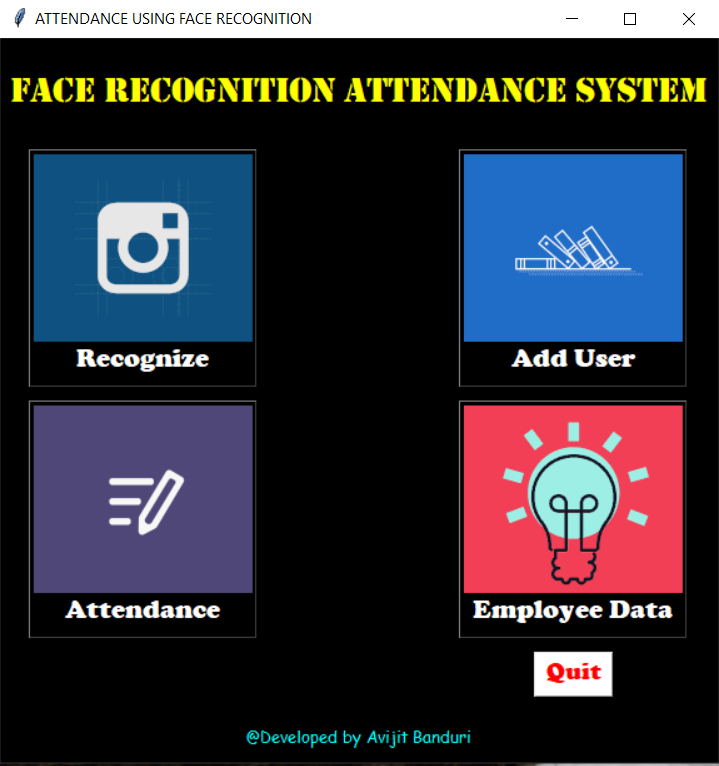 ATTENDANCE USING FACE RECOGNITION
FACE RECOGNITION ATTENDANCE SYSTEM
Recognize
Add User
Attendance
Employee Data
Quit
@Developed by Avijit Banduri